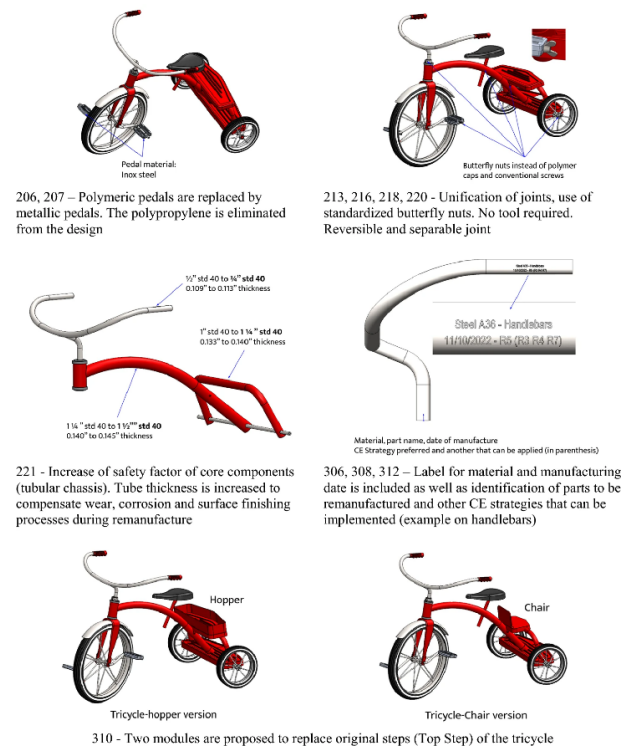 Pedal material:
Inox steel
Butterfly nuts instead of polymer
caps and conventional screws
206, 207 – Polymeric pedals are replaced by
metallic pedals. The polypropylene is eliminated
from the design
213, 216, 218, 220 - Unification of joints, use of
standardized butterfly nuts. No tool required.
Reversible and separable joint
½" std 40 to ¾" std 40
0.109" to 0.113" thickness
1" std 40 to 1 ¼ " std 40
0.133" to 0.140" thickness
1 ¼ " std 40 to 1 ½"" std 40
0.140" to 0.145" thickness
Steel A36 - Handlebars
11/10/2022 - R5 (R3 R4 R7)
Steel A36 - Handlebars
11/10/2022 - R5 (R3 R4 R7)
Material, part name, date of manufacture
CE Strategy preferred and another that can be applied (in parenthesis)
221 - Increase of safety factor of core components
(tubular chassis). Tube thickness is increased to
compensate wear, corrosion and surface finishing
processes during remanufacture
306, 308, 312 – Label for material and manufacturing
date is included as well as identification of parts to be
remanufactured and other CE strategies that can be
implemented (example on handlebars)
Hopper
Chair
Tricycle-hopper version
Tricycle-Chair version
310 - Two modules are proposed to replace original steps (Top Step) of the tricycle